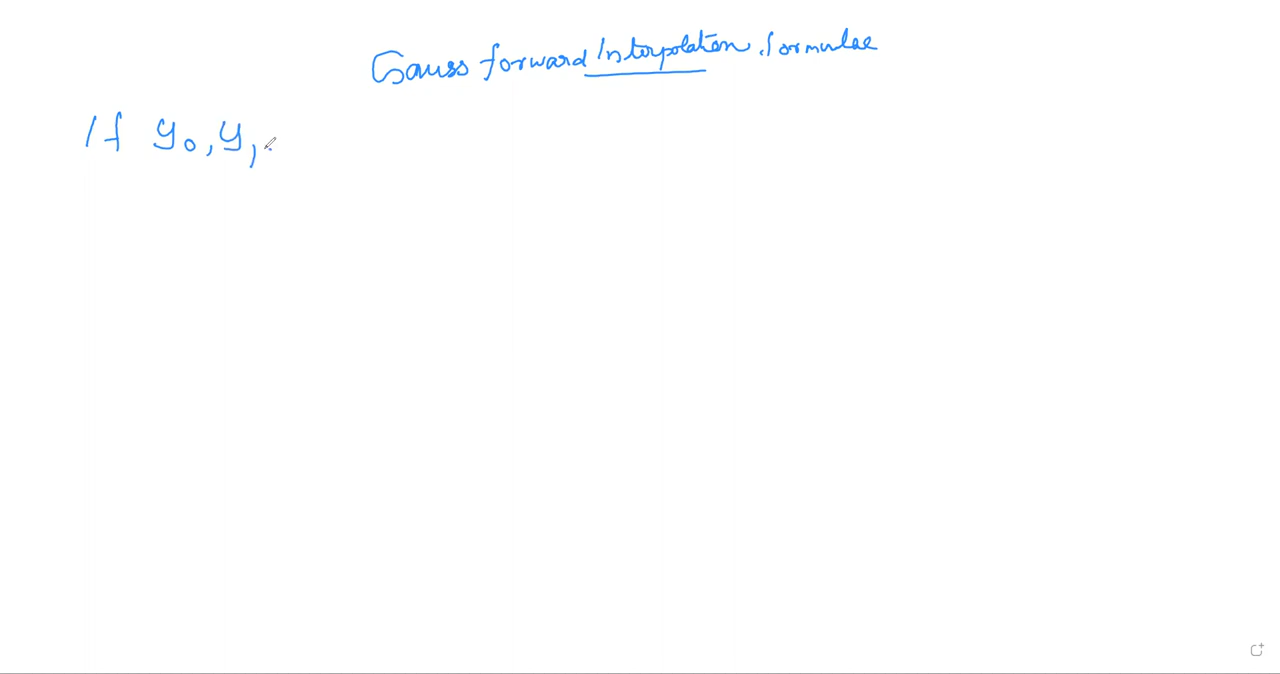 Gauss forward Interpolation formulae
If y₀, y₁